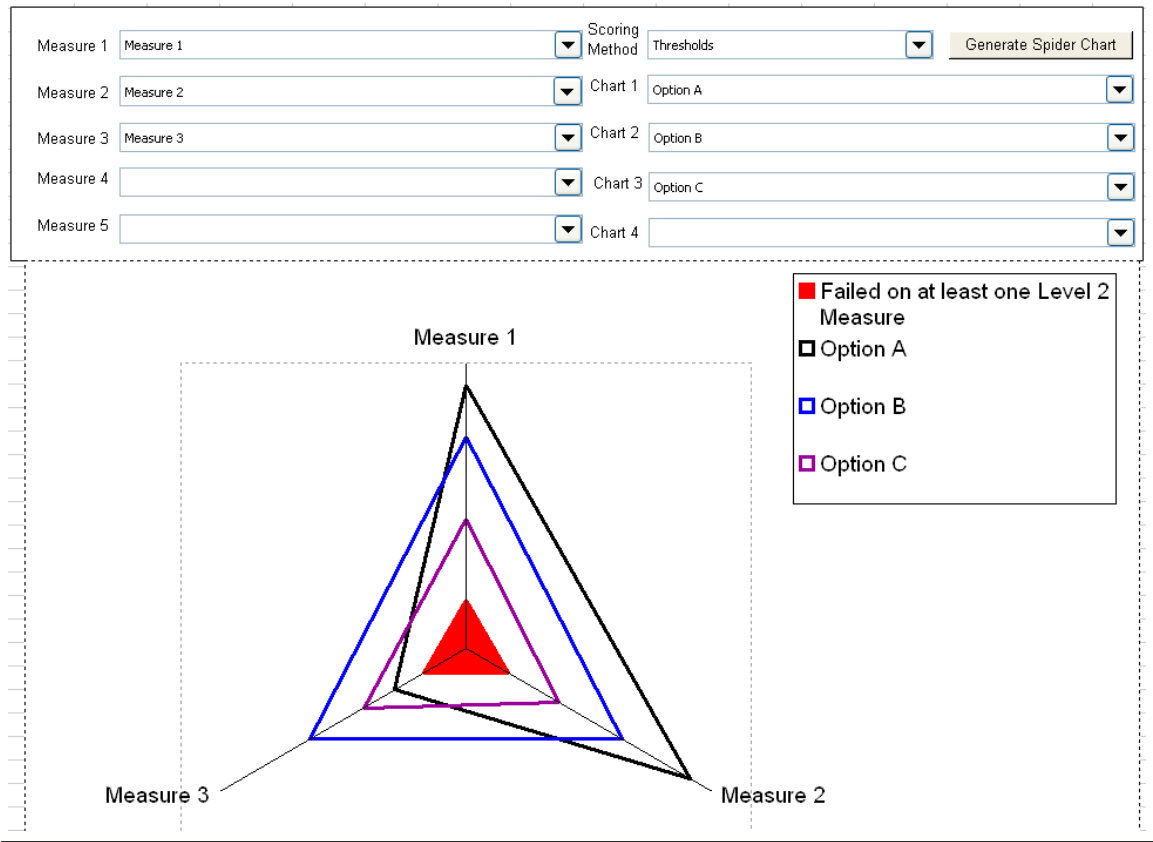 Measure 1 Measure 1 Scoring Method Thresholds Generate Spider Chart
Measure 2 Measure 2 Chart 1 Option A
Measure 3 Measure 3 Chart 2 Option B
Measure 4 Chart 3 Option C
Measure 5 Chart 4
Failed on at least one Level 2
Measure
Option A
Option B
Option C
Measure 1
Measure 3
Measure 2